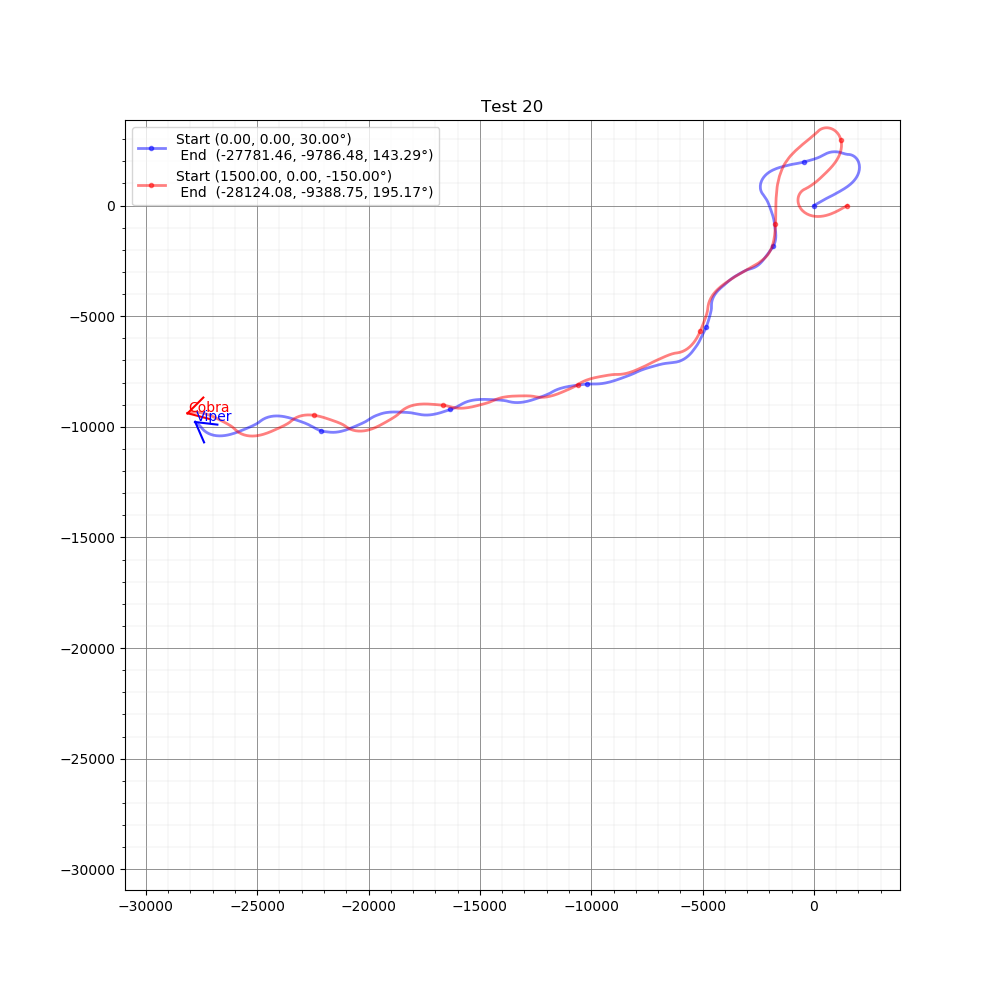 Test 20
Start (0.00, 0.00, 30.00°)
End (-27781.46, -9786.48, 143.29°)
Start (1500.00, 0.00, -150.00°)
End (-28124.08, -9388.75, 195.17°)
0
−5000
Cobra
Viper
−10000
−15000
−20000
−25000
−30000
−30000 −25000 −20000 −15000 −10000 −5000 0